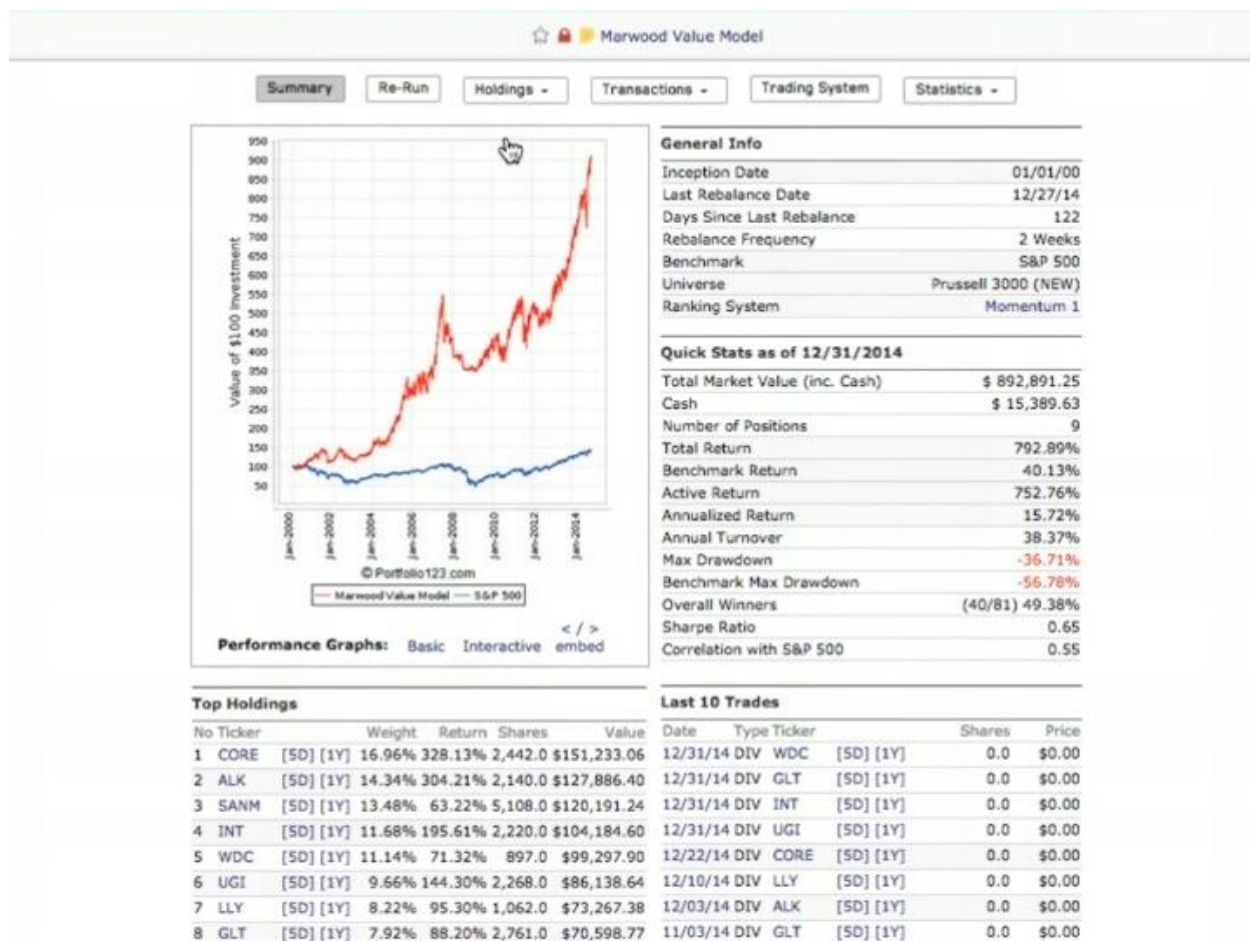 Marwood Value Model
Summary Re-Run Holdings Transactions Trading System Statistics
950
900
850
800
750
700
650
600
550
500
450
400
350
300
250
200
150
100
50
Value of $100 Investment
Jan-2000 Jan-2002 Jan-2004 Jan-2006 Jan-2008 Jan-2010 Jan-2012 Jan-2014
© Portfolio123.com
Marwood Value Model S&P 500
Performance Graphs: Basic Interactive </> embed
General Info
Inception Date 01/01/00
Last Rebalance Date 12/27/14
Days Since Last Rebalance 122
Rebalance Frequency 2 Weeks
Benchmark S&P 500
Universe Prussell 3000 (NEW)
Ranking System Momentum 1
Quick Stats as of 12/31/2014
Total Market Value (inc. Cash) $ 892,891.25
Cash $ 15,389.63
Number of Positions 9
Total Return 792.89%
Benchmark Return 40.13%
Active Return 752.76%
Annualized Return 15.72%
Annual Turnover 38.37%
Max Drawdown -36.71%
Benchmark Max Drawdown -56.78%
Overall Winners (40/81) 49.38%
Sharpe Ratio 0.65
Correlation with S&P 500 0.55
Top Holdings
No Ticker Weight Return Shares Value
1 CORE [5D] [1Y] 16.96% 328.13% 2,442.0 $151,233.06
2 ALK [5D] [1Y] 14.34% 304.21% 2,140.0 $127,886.40
3 SANM [5D] [1Y] 13.48% 63.22% 5,108.0 $120,191.24
4 INT [5D] [1Y] 11.68% 195.61% 2,220.0 $104,184.60
5 WDC [5D] [1Y] 11.14% 71.32% 897.0 $99,297.90
6 UGI [5D] [1Y] 9.66% 144.30% 2,268.0 $86,138.64
7 LLY [5D] [1Y] 8.22% 95.30% 1,062.0 $73,267.38
8 GLT [5D] [1Y] 7.92% 88.20% 2,761.0 $70,598.77
Last 10 Trades
Date Type Ticker Shares Price
12/31/14 DIV WDC [5D] [1Y] 0.0 $0.00
12/31/14 DIV GLT [5D] [1Y] 0.0 $0.00
12/31/14 DIV INT [5D] [1Y] 0.0 $0.00
12/31/14 DIV UGI [5D] [1Y] 0.0 $0.00
12/22/14 DIV CORE [5D] [1Y] 0.0 $0.00
12/10/14 DIV LLY [5D] [1Y] 0.0 $0.00
12/03/14 DIV ALK [5D] [1Y] 0.0 $0.00
11/03/14 DIV GLT [5D] [1Y] 0.0 $0.00